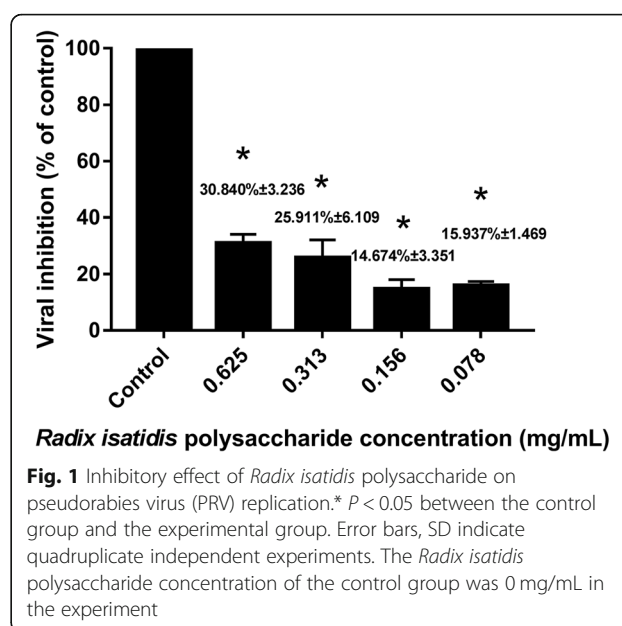 Viral inhibition (% of control)
100
80
60
40
20
0
*
30.840%±3.236
*
25.911%±6.109
*
14.674%±3.351
*
15.937%±1.469
Control
0.625
0.313
0.156
0.078
Radix isatidis polysaccharide concentration (mg/mL)
Fig. 1 Inhibitory effect of Radix isatidis polysaccharide on
pseudorabies virus (PRV) replication.* P < 0.05 between the control
group and the experimental group. Error bars, SD indicate
quadruplicate independent experiments. The Radix isatidis
polysaccharide concentration of the control group was 0 mg/mL in
the experiment